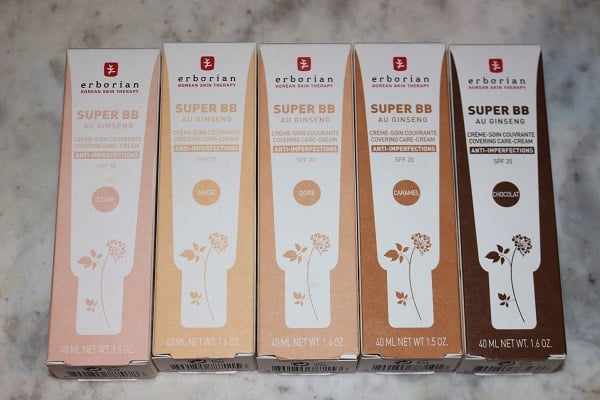 erborian
KOREAN SKIN THERAPY
SUPER BB
AU GINSENG
CRÈME-SOIN COUVRANTE
COVERING CARE-CREAM
ANTI-IMPERFECTIONS
SPF 20
CLAIR
40 ML NET WT. 1.6 OZ.
erborian
KOREAN SKIN THERAPY
SUPER BB
AU GINSENG
CRÈME-SOIN COUVRANTE
COVERING CARE-CREAM
ANTI-IMPERFECTIONS
SPF 20
NUDE
40 ML NET WT. 1.6 OZ.
erborian
KOREAN SKIN THERAPY
SUPER BB
AU GINSENG
CRÈME-SOIN COUVRANTE
COVERING CARE-CREAM
ANTI-IMPERFECTIONS
SPF 20
DORÉ
40 ML NET WT. 1.6 OZ.
erborian
KOREAN SKIN THERAPY
SUPER BB
AU GINSENG
CRÈME-SOIN COUVRANTE
COVERING CARE-CREAM
ANTI-IMPERFECTIONS
SPF 20
CARAMEL
40 ML NET WT. 1.5 OZ.
erborian
KOREAN SKIN THERAPY
SUPER BB
AU GINSENG
CRÈME-SOIN COUVRANTE
COVERING CARE-CREAM
ANTI-IMPERFECTIONS
SPF 20
CHOCOLAT
40 ML NET WT. 1.6 OZ.